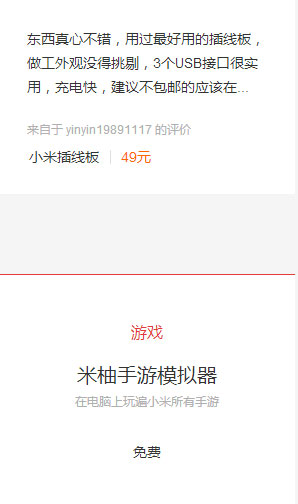 东西真心不错，用过最好用的插线板，
做工外观没得挑剔，3个USB接口很实
用，充电快，建议不包邮的应该在...
来自于 yinyin19891117 的评价
小米插线板 | 49元
游戏
米柚手游模拟器
在电脑上玩遍小米所有手游
免费